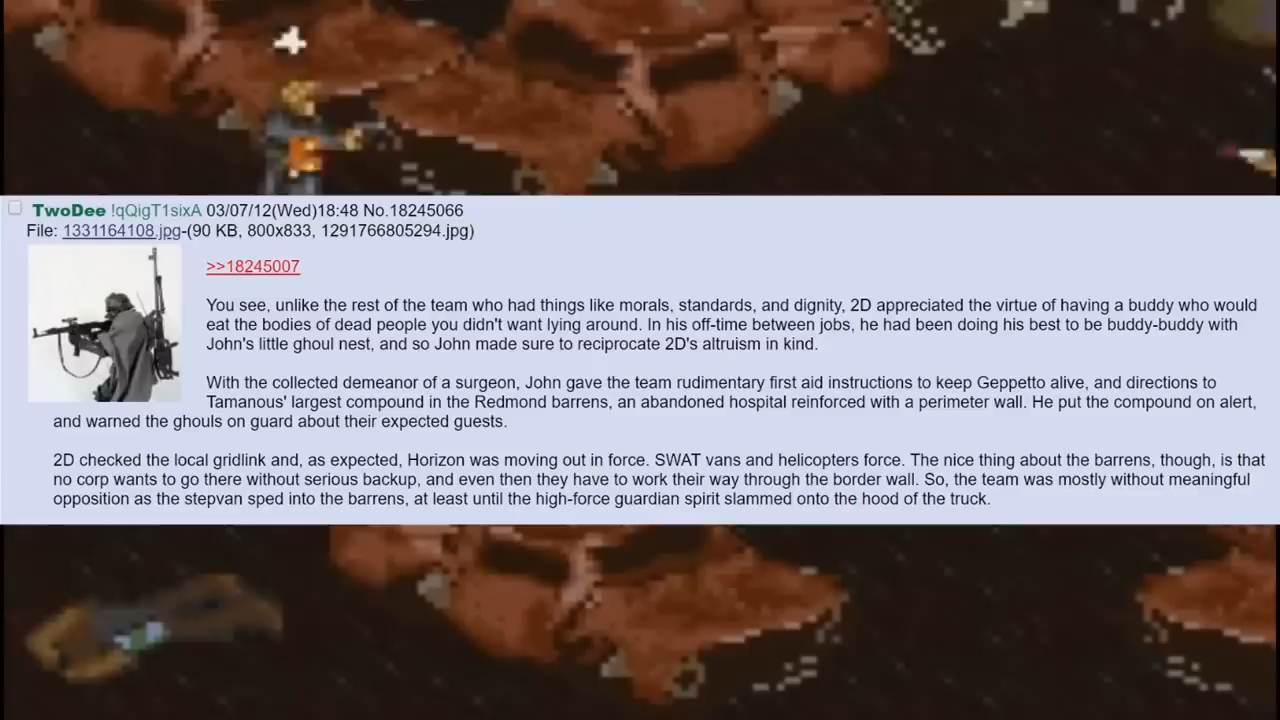 TwoDee !qQigT1sixA 03/07/12(Wed)18:48 No.18245066
File: 1331164108.jpg-(90 KB, 800x833, 1291766805294.jpg)
>>18245007
You see, unlike the rest of the team who had things like morals, standards, and dignity, 2D appreciated the virtue of having a buddy who would
eat the bodies of dead people you didn't want lying around. In his off-time between jobs, he had been doing his best to be buddy-buddy with
John's little ghoul nest, and so John made sure to reciprocate 2D's altruism in kind.
With the collected demeanor of a surgeon, John gave the team rudimentary first aid instructions to keep Geppetto alive, and directions to
Tamanous' largest compound in the Redmond barrens, an abandoned hospital reinforced with a perimeter wall. He put the compound on alert,
and warned the ghouls on guard about their expected guests.
2D checked the local gridlink and, as expected, Horizon was moving out in force. SWAT vans and helicopters force. The nice thing about the barrens, though, is that
no corp wants to go there without serious backup, and even then they have to work their way through the border wall. So, the team was mostly without meaningful
opposition as the stepvan sped into the barrens, at least until the high-force guardian spirit slammed onto the hood of the truck.